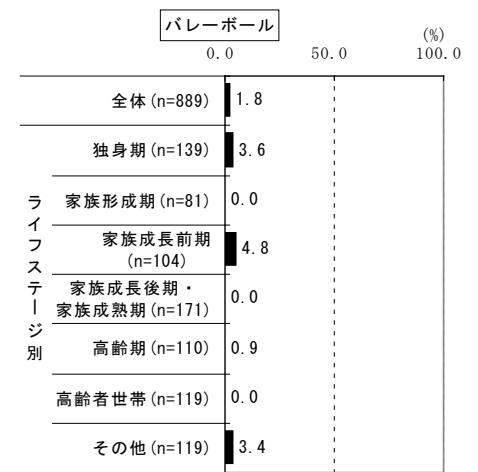 バレーボール
(%)
0.0 50.0 100.0
全体(n=889) 1.8
ライフステージ別
独身期(n=139) 3.6
家族形成期(n=81) 0.0
家族成長前期
(n=104) 4.8
家族成長後期・
家族成熟期(n=171) 0.0
高齢期(n=110) 0.9
高齢者世帯(n=119) 0.0
その他(n=119) 3.4